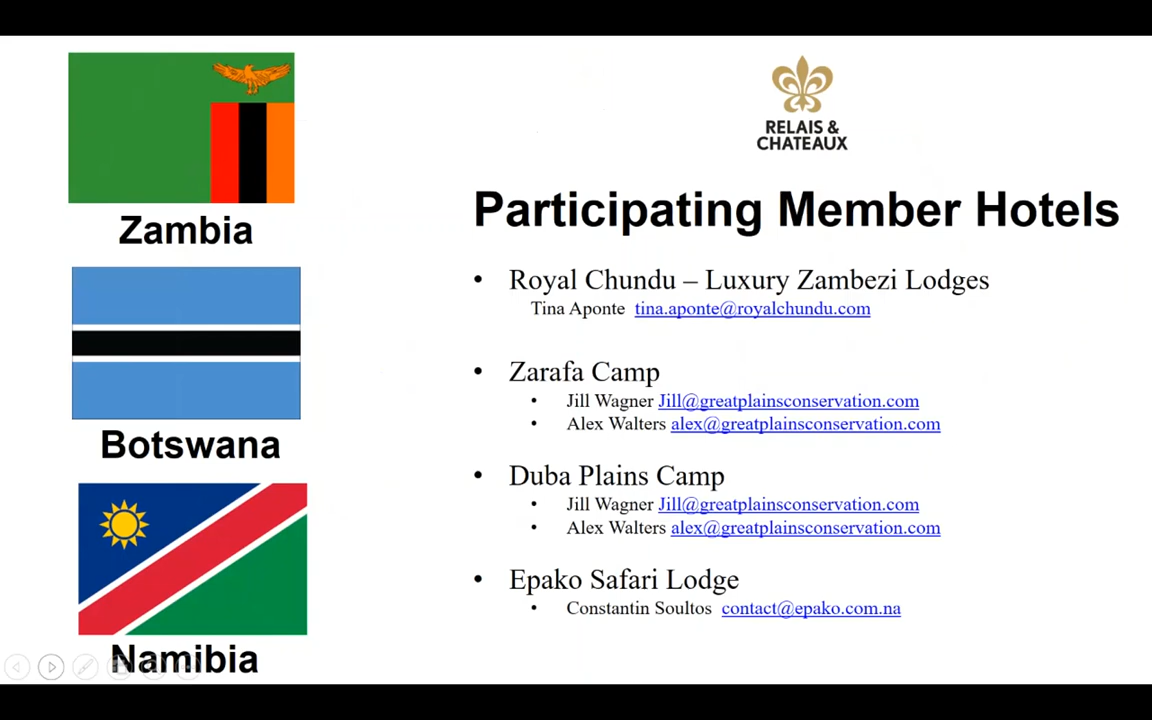 Zambia
Botswana
Namibia
RELAIS &
CHATEAUX
Participating Member Hotels
• Royal Chundu – Luxury Zambezi Lodges
Tina Aponte tina.aponte@royalchundu.com
• Zarafa Camp
• Jill Wagner Jill@greatplainsconservation.com
• Alex Walters alex@greatplainsconservation.com
• Duba Plains Camp
• Jill Wagner Jill@greatplainsconservation.com
• Alex Walters alex@greatplainsconservation.com
• Epako Safari Lodge
• Constantin Soultos contact@epako.com.na